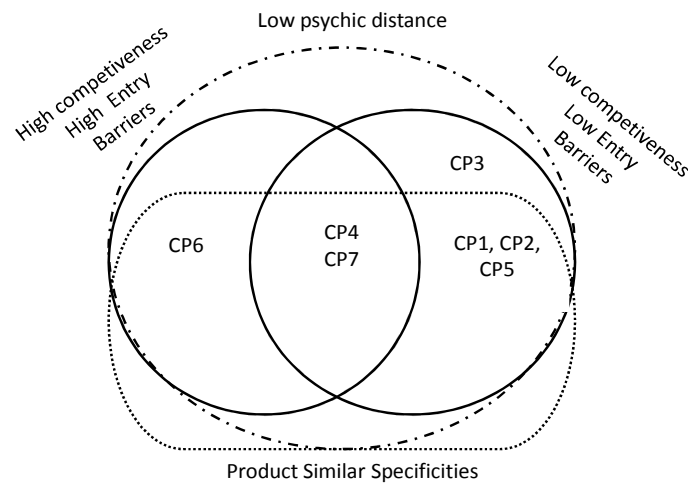 Low psychic distance
High competiveness
High Entry
Barriers
Low competiveness
Low Entry
Barriers
CP3
CP6
CP4
CP7
CP1, CP2,
CP5
Product Similar Specificities